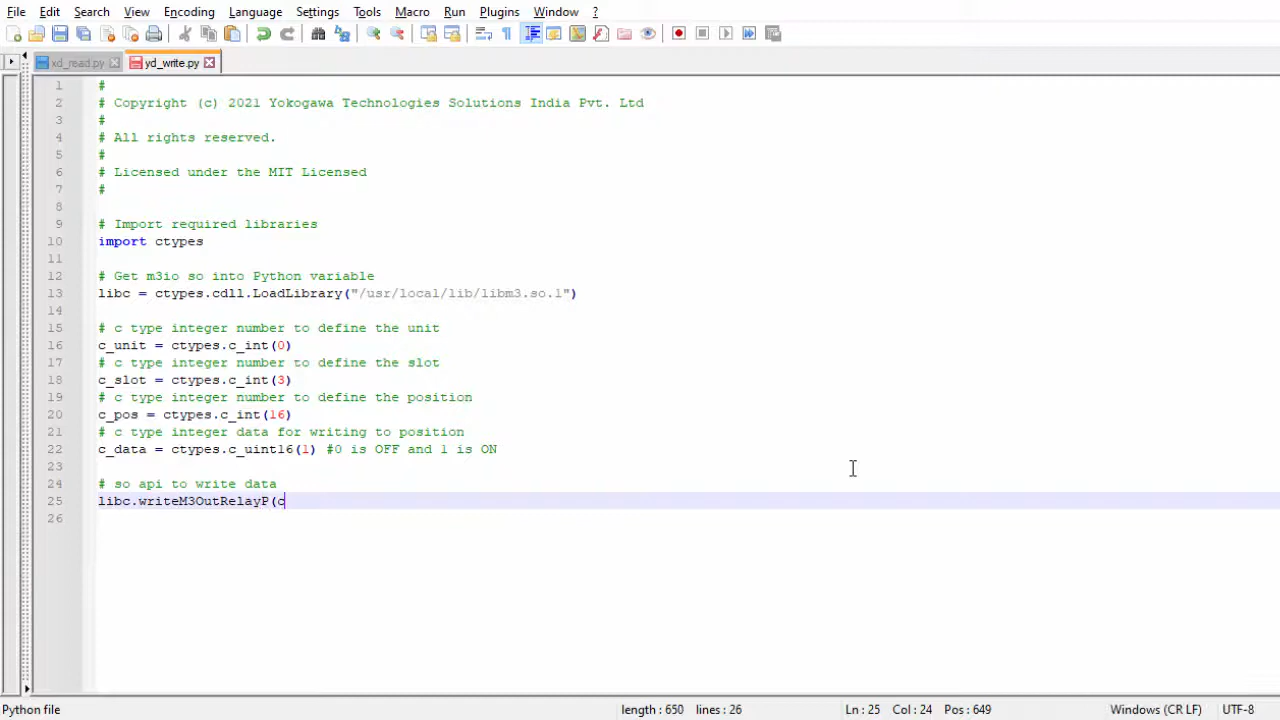 File Edit Search View Encoding Language Settings Tools Macro Run Plugins Window ?
xd_read.py yd_write.py
1 #
2 # Copyright (c) 2021 Yokogawa Technologies Solutions India Pvt. Ltd
3 #
4 # All rights reserved.
5 #
6 # Licensed under the MIT Licensed
7 #
8
9 # Import required libraries
10 import ctypes
11
12 # Get m3io so into Python variable
13 libc = ctypes.cdll.LoadLibrary("/usr/local/lib/libm3.so.1")
14
15 # c type integer number to define the unit
16 c_unit = ctypes.c_int(0)
17 # c type integer number to define the slot
18 c_slot = ctypes.c_int(3)
19 # c type integer number to define the position
20 c_pos = ctypes.c_int(16)
21 # c type integer data for writing to position
22 c_data = ctypes.c_uint16(1) #0 is OFF and 1 is ON
23
24 # so api to write data
25 libc.writeM3OutRelayP(c
26
Python file length : 650 lines : 26 Ln : 25 Col : 24 Pos : 649 Windows (CR LF) UTF-8